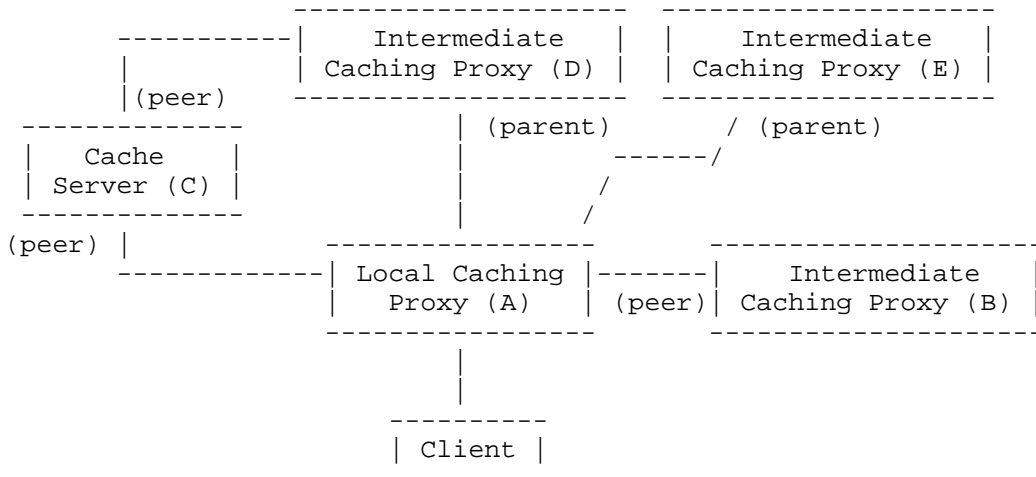 Intermediate Intermediate
Caching Proxy (D) Caching Proxy (E)
(peer)
(parent) (parent)
Cache
Server (C)
(peer)
Local Caching Intermediate
Proxy (A) (peer) Caching Proxy (B)
Client